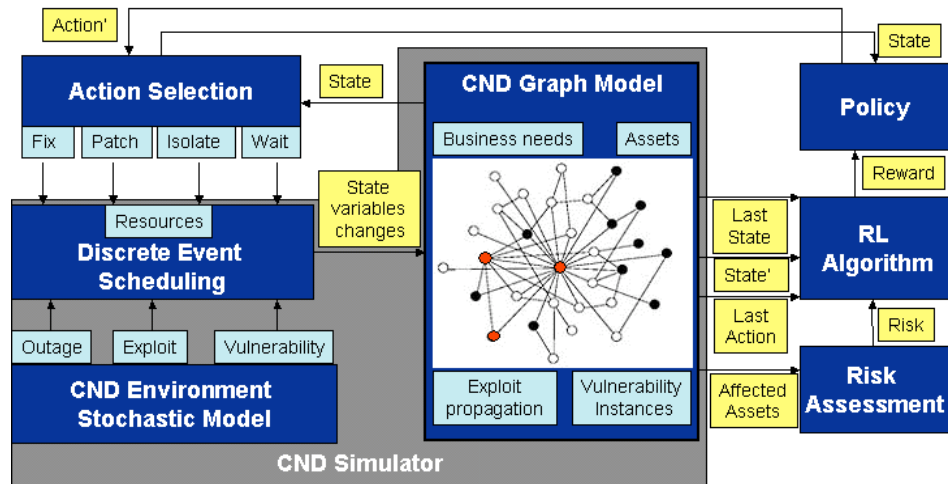 Action'
State
Action Selection
State
CND Graph Model
Policy
Fix
Patch
Isolate
Wait
Business needs
Assets
Reward
State
variables
changes
Resources
Discrete Event
Scheduling
Last
State
RL
Algorithm
State'
Last
Action
Risk
Outage
Exploit
Vulnerability
CND Environment
Stochastic Model
Exploit
propagation
Vulnerability
Instances
Affected
Assets
Risk
Assessment
CND Simulator